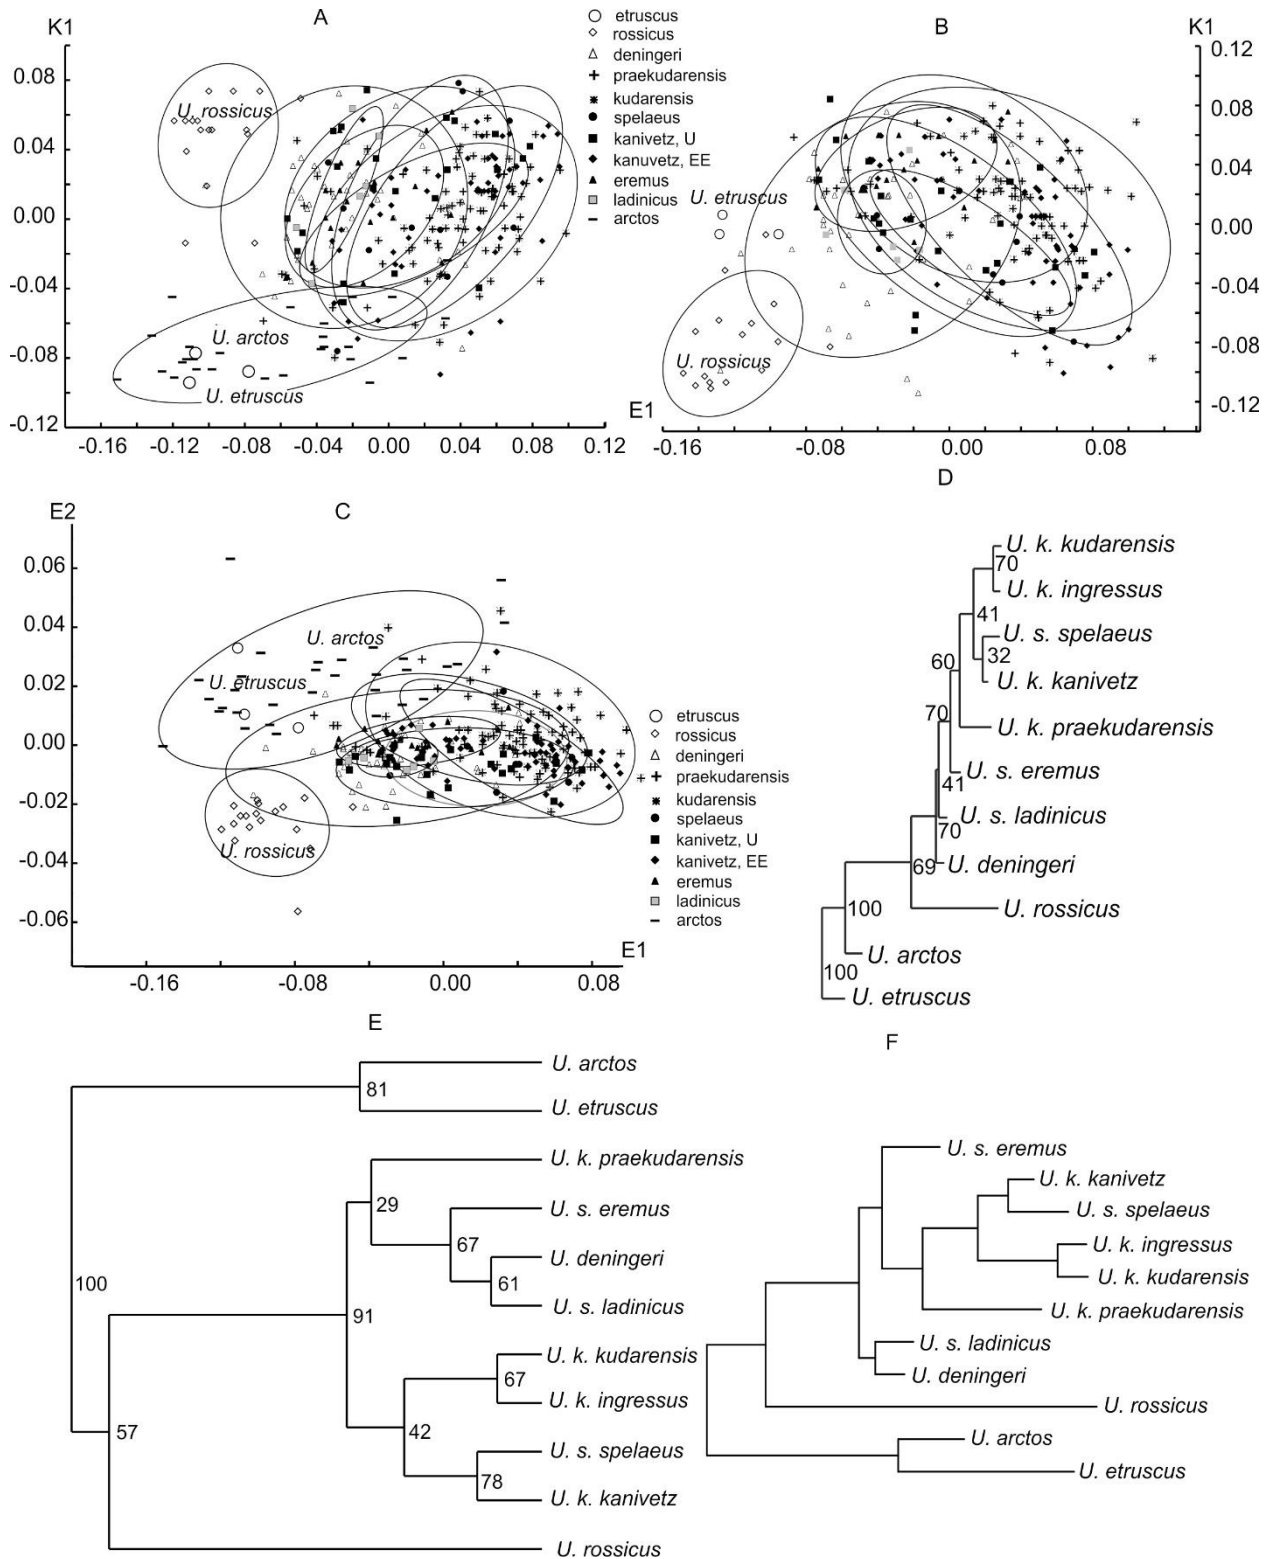 A
K1
0.08
0.04
0.00
-0.04
-0.08
-0.12
-0.16
-0.12
-0.08
-0.04
0.00
0.04
0.08
0.12
E1
U. rossicus
U. arctos
U. etruscus
etruscus
rossicus
deningeri
praekudarensis
kudarensis
spelaeus
kanivetz, U
kanuvetz, EE
eremus
ladinicus
arctos
B
K1
0.12
0.08
0.04
0.00
-0.04
-0.08
-0.12
-0.16
-0.08
0.00
0.08
U. etruscus
U. rossicus
C
E2
0.06
0.04
0.02
0.00
-0.02
-0.04
-0.06
-0.16
-0.08
0.00
0.08
E1
U. arctos
U. etruscus
U. rossicus
etruscus
rossicus
deningeri
praekudarensis
kudarensis
spelaeus
kanivetz, U
kanivetz, EE
eremus
ladinicus
arctos
D
U. k. kudarensis
70
U. k. ingressus
41
U. s. spelaeus
32
60
U. k. kanivetz
70
U. k. praekudarensis
U. s. eremus
41
U. s. ladinicus
70
U. deningeri
69
U. rossicus
100
U. arctos
100
U. etruscus
E
U. arctos
81
U. etruscus
U. k. praekudarensis
29
U. s. eremus
67
U. deningeri
61
U. s. ladinicus
100
91
U. k. kudarensis
67
U. k. ingressus
42
57
U. s. spelaeus
78
U. k. kanivetz
U. rossicus
F
U. s. eremus
U. k. kanivetz
U. s. spelaeus
U. k. ingressus
U. k. kudarensis
U. k. praekudarensis
U. s. ladinicus
U. deningeri
U. rossicus
U. arctos
U. etruscus